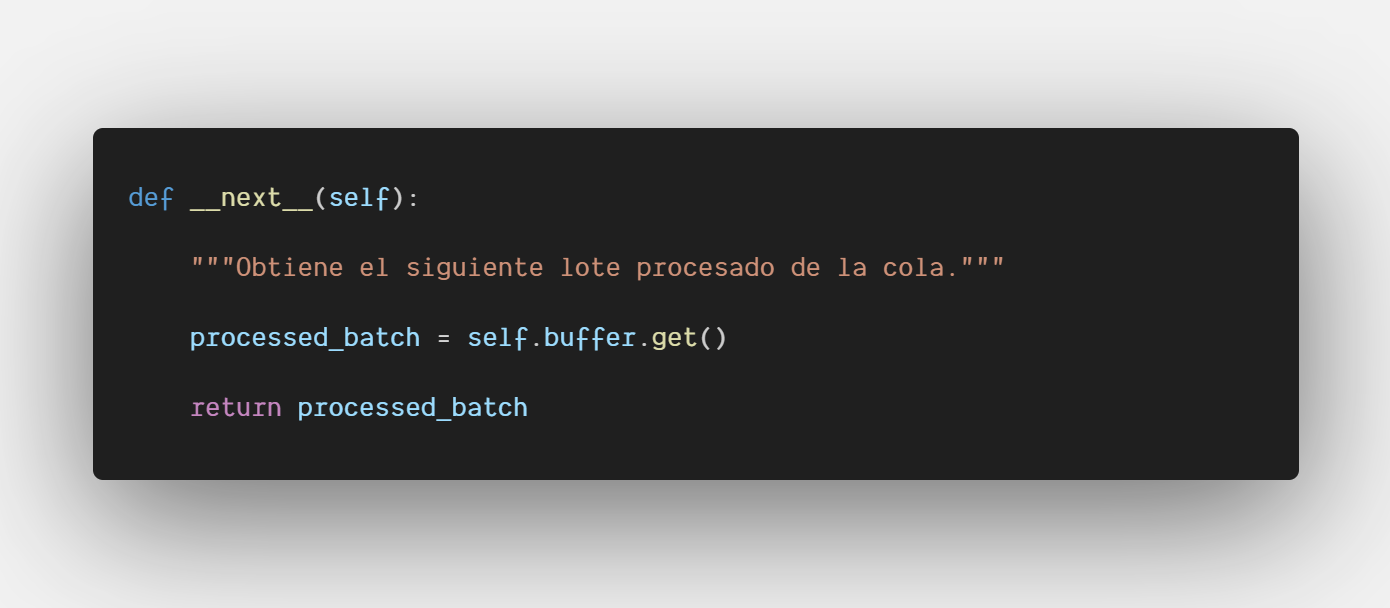 def __next__(self):
    """Obtiene el siguiente lote procesado de la cola."""
    processed_batch = self.buffer.get()
    return processed_batch